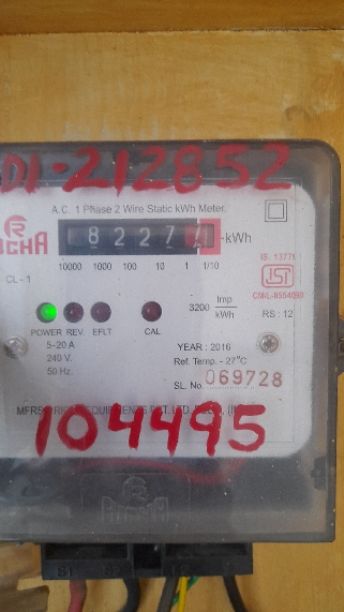 DI-212852
A.C. 1 Phase 2 Wire Static kWh Meter.
R
8227 kWh
10000 1000 100 10 1 1/10
IS. 13779
ISI
CL - 1
3200 Imp/kWh
RS : 12
POWER REV. EFLT CAL
5-20 A
240 V.
50 Hz.
YEAR : 2016
Ref. Temp. - 27°C
SL. No. 069728
104495